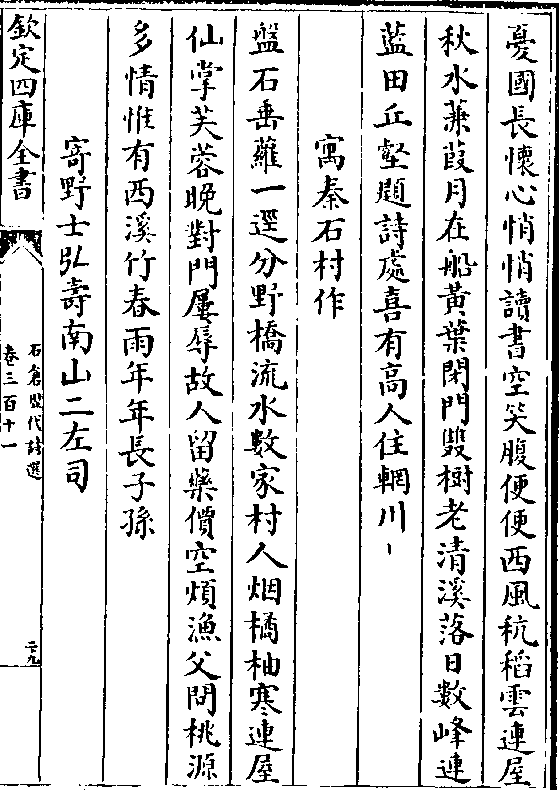 憂國長懷心悄悄讀書空笑腹便便西風秔稻雲連屋
秋水蒹葭月在船黃葉閉門雙樹老清溪落日數峰連
藍田丘壑題詩處喜有高人住輞川
寓秦石村作
盤石垂蘿一逕分野橋流水數家村人烟橘柚寒連屋
仙掌芙蓉晚對門屢辱故人留藥價空煩漁父問桃源
多情惟有西溪竹春雨年年長子孫
寄野士弘壽南山二左司
欽定四庫全書
石倉歷代詩選
卷三百十一
二九